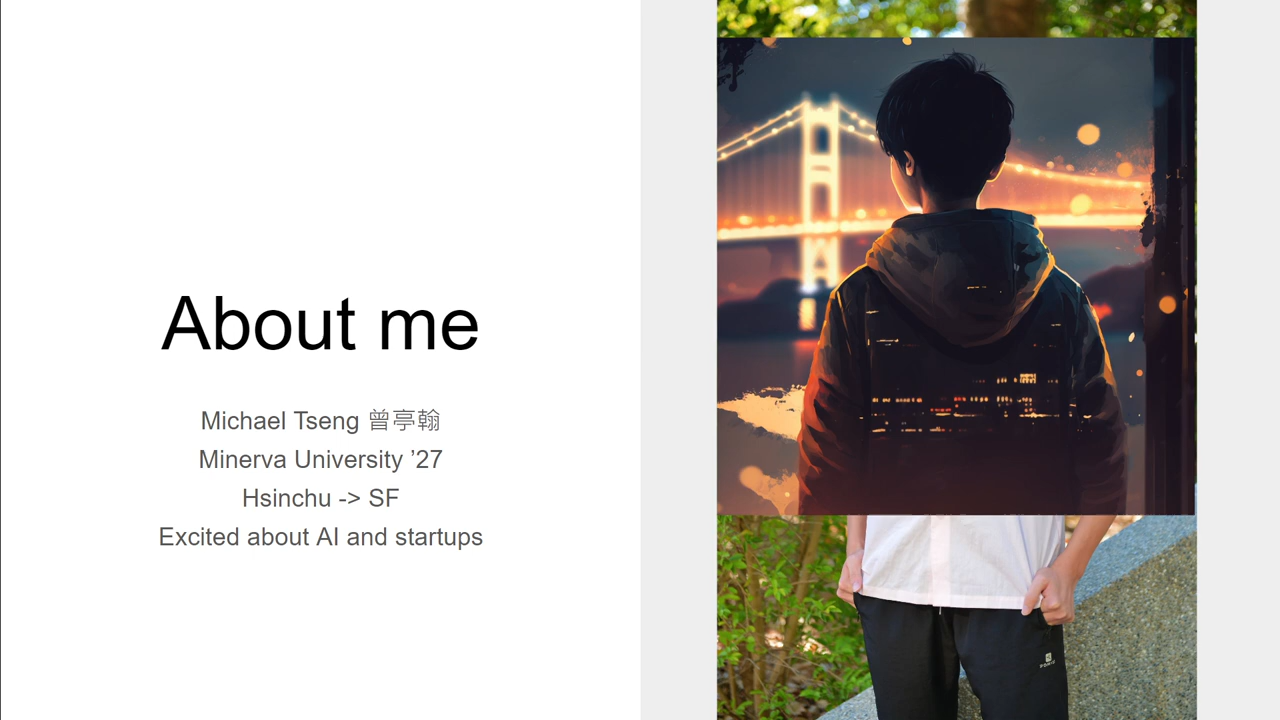 About me
Michael Tseng 曾亭翰
Minerva University ’27
Hsinchu -> SF
Excited about AI and startups